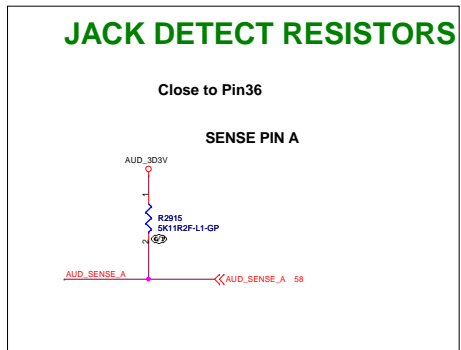 JACK DETECT RESISTORS
Close to Pin36
SENSE PIN A
AUD_3D3V
1
R2915
5K11R2F-L1-GP
2
AUD_SENSE_A
AUD_SENSE_A 58